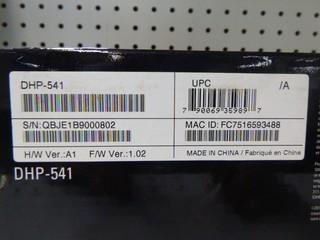 DHP-541
UPC
/A
7 90069 35989 7
S/N:QBJE1B9000802
MAC ID: FC7516593488
H/W Ver.:A1 F/W Ver.:1.02
MADE IN CHINA / Fabriqué en Chine
DHP-541